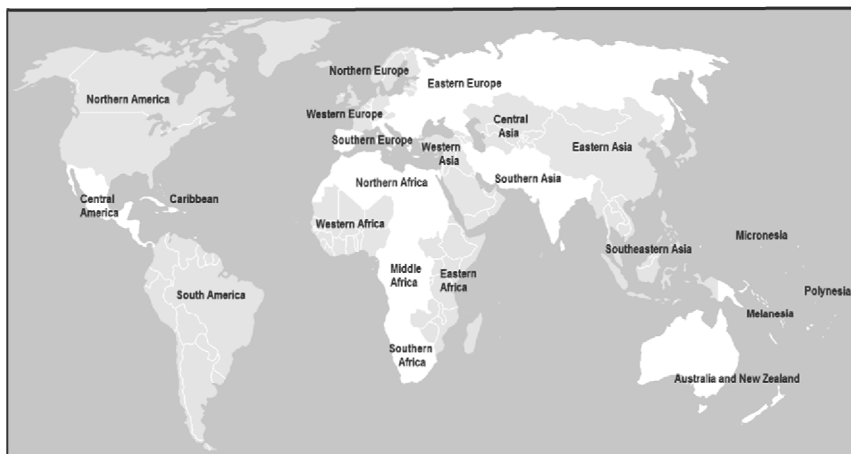 Northern Europe
Eastern Europe
Northern America
Western Europe
Central
Asia
Southern Europe
Western
Asia
Eastern Asia
Southern Asia
Northern Africa
Central
America
Caribbean
Western Africa
Micronesia
Southeastern Asia
Middle
Africa
Eastern
Africa
South America
Polynesia
Melanesia
Southern
Africa
Australia and New Zealand